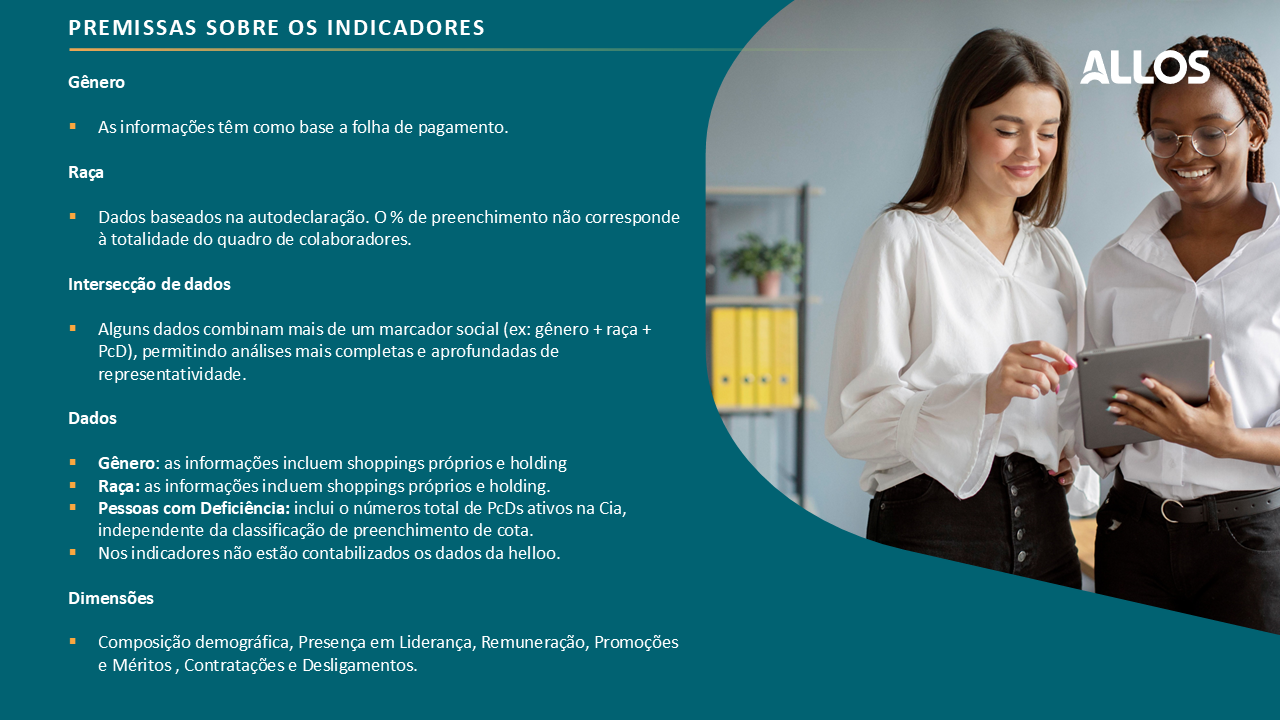 PREMISSAS SOBRE OS INDICADORES
ALLOS
Gênero
▪ As informações têm como base a folha de pagamento.
Raça
▪ Dados baseados na autodeclaração. O % de preenchimento não corresponde
à totalidade do quadro de colaboradores.
Intersecção de dados
▪ Alguns dados combinam mais de um marcador social (ex: gênero + raça +
PcD), permitindo análises mais completas e aprofundadas de
representatividade.
Dados
▪ Gênero: as informações incluem shoppings próprios e holding
▪ Raça: as informações incluem shoppings próprios e holding.
▪ Pessoas com Deficiência: inclui o números total de PcDs ativos na Cia,
independente da classificação de preenchimento de cota.
▪ Nos indicadores não estão contabilizados os dados da helloo.
Dimensões
▪ Composição demográfica, Presença em Liderança, Remuneração, Promoções
e Méritos , Contratações e Desligamentos.